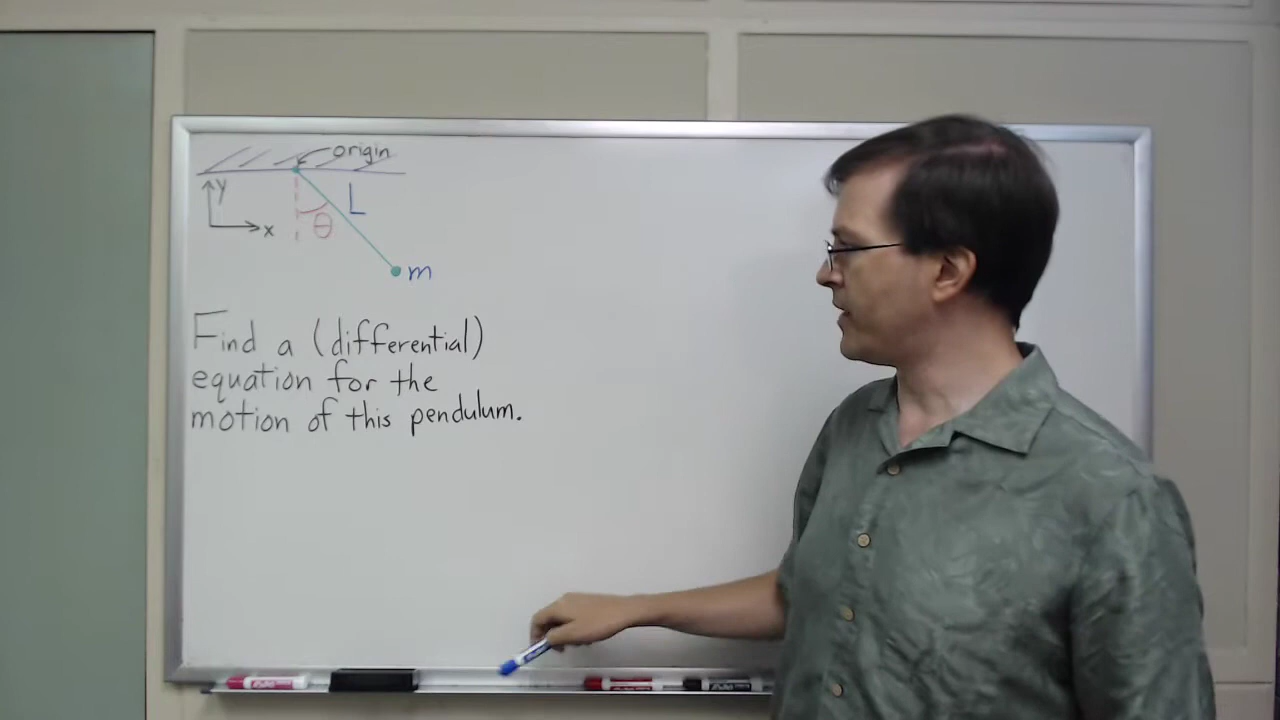 origin
y
L
x
θ
m
Find a (differential)
equation for the
motion of this pendulum.